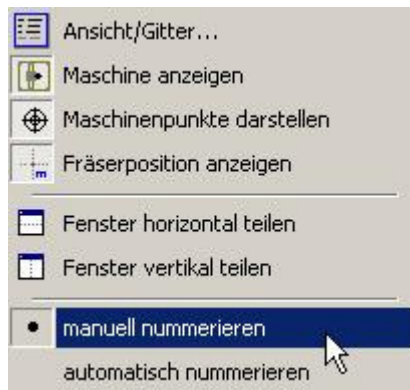 Ansicht/Gitter...
Maschine anzeigen
Maschinenpunkte darstellen
m
Fräserposition anzeigen
Fenster horizontal teilen
Fenster vertikal teilen
manuell nummerieren
automatisch nummerieren